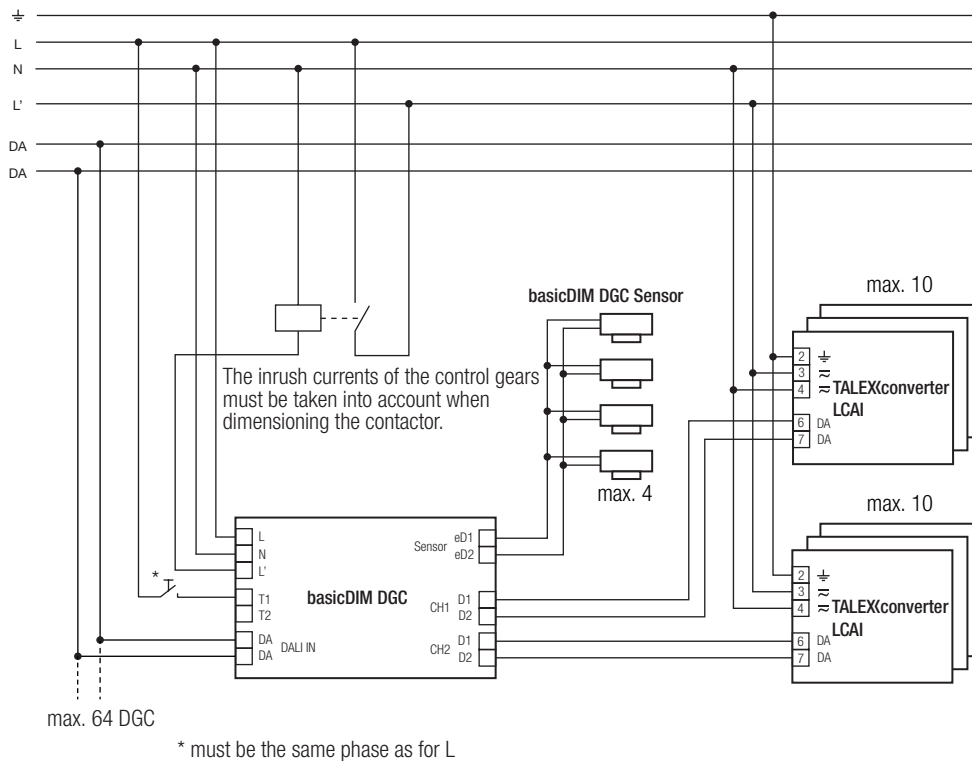 L
N
L'
DA
DA
max. 10
basicDIM DGC Sensor
2
3
4
TALEXXconverter
LCAI
6 DA
7 DA
The inrush currents of the control gears
must be taken into account when
dimensioning the contactor.
max. 4
max. 10
2
3
4
TALEXXconverter
LCAI
6 DA
7 DA
L
N
L'
*
T1
T2
DA
DA
DALI IN
basicDIM DGC
Sensor
eD1
eD2
CH1
D1
D2
CH2
D1
D2
max. 64 DGC
* must be the same phase as for L